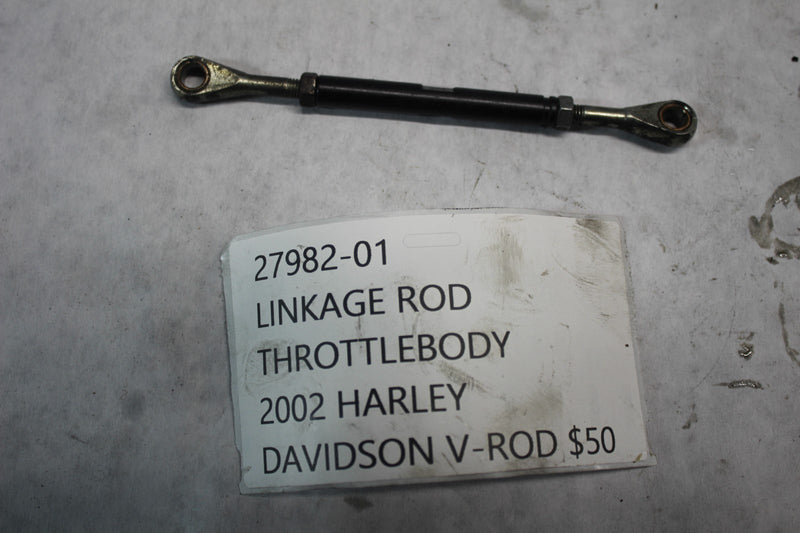 27982-01
LINKAGE ROD
THROTTLEBODY
2002 HARLEY
DAVIDSON V-ROD $50